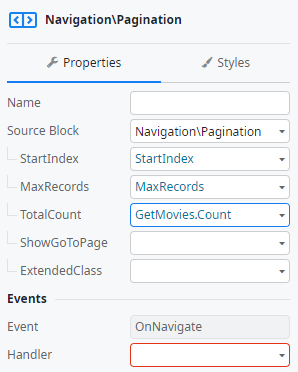 Navigation\Pagination
Properties
Styles
Name
Source Block Navigation\Pagination
StartIndex StartIndex
MaxRecords MaxRecords
TotalCount GetMovies.Count
ShowGoToPage
ExtendedClass
Events
Event OnNavigate
Handler